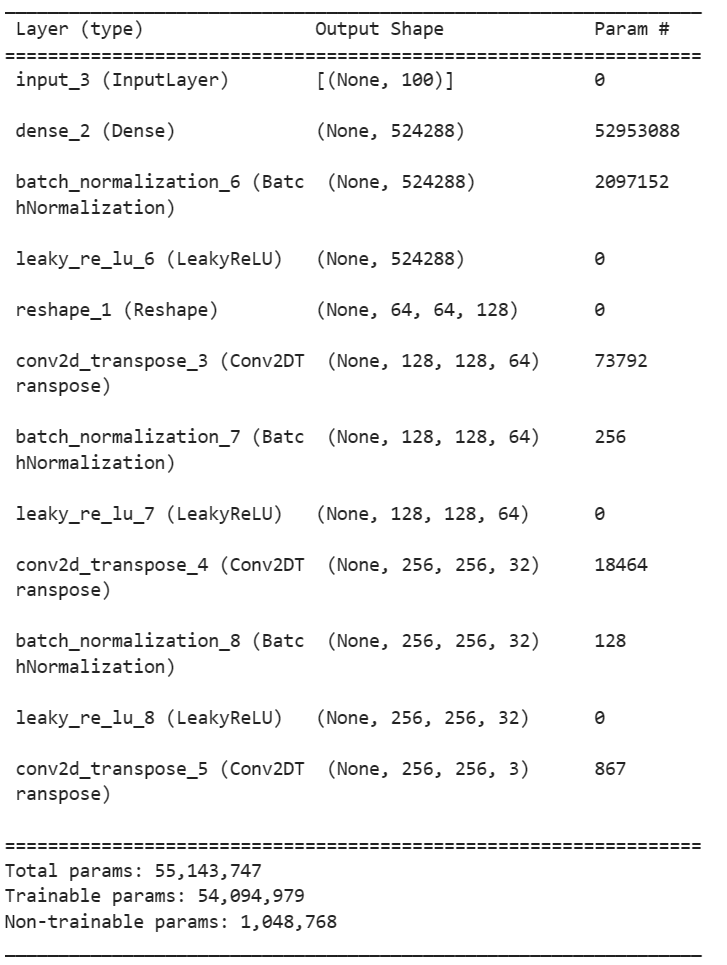 Layer (type) Output Shape Param #
=================================================================
input_3 (InputLayer) [(None, 100)] 0
dense_2 (Dense) (None, 524288) 52953088
batch_normalization_6 (Batc (None, 524288) 2097152
hNormalization)
leaky_re_lu_6 (LeakyReLU) (None, 524288) 0
reshape_1 (Reshape) (None, 64, 64, 128) 0
conv2d_transpose_3 (Conv2DT (None, 128, 128, 64) 73792
ranspose)
batch_normalization_7 (Batc (None, 128, 128, 64) 256
hNormalization)
leaky_re_lu_7 (LeakyReLU) (None, 128, 128, 64) 0
conv2d_transpose_4 (Conv2DT (None, 256, 256, 32) 18464
ranspose)
batch_normalization_8 (Batc (None, 256, 256, 32) 128
hNormalization)
leaky_re_lu_8 (LeakyReLU) (None, 256, 256, 32) 0
conv2d_transpose_5 (Conv2DT (None, 256, 256, 3) 867
ranspose)
=================================================================
Total params: 55,143,747
Trainable params: 54,094,979
Non-trainable params: 1,048,768